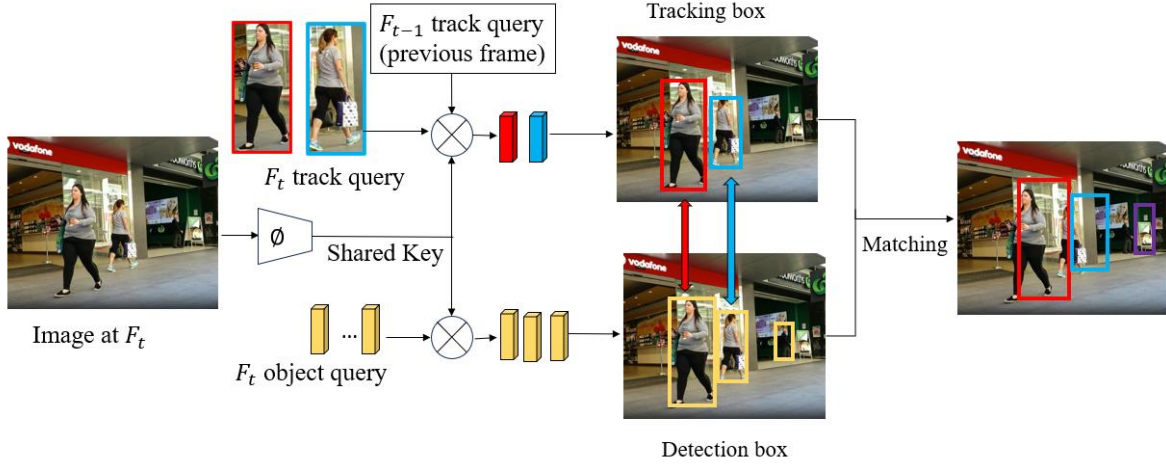 Tracking box
F_{t-1} track query
(previous frame)
vodafone
vodafone
F_t track query
vodafone
∅
Shared Key
Matching
vodafone
Image at F_t
...
F_t object query
Detection box